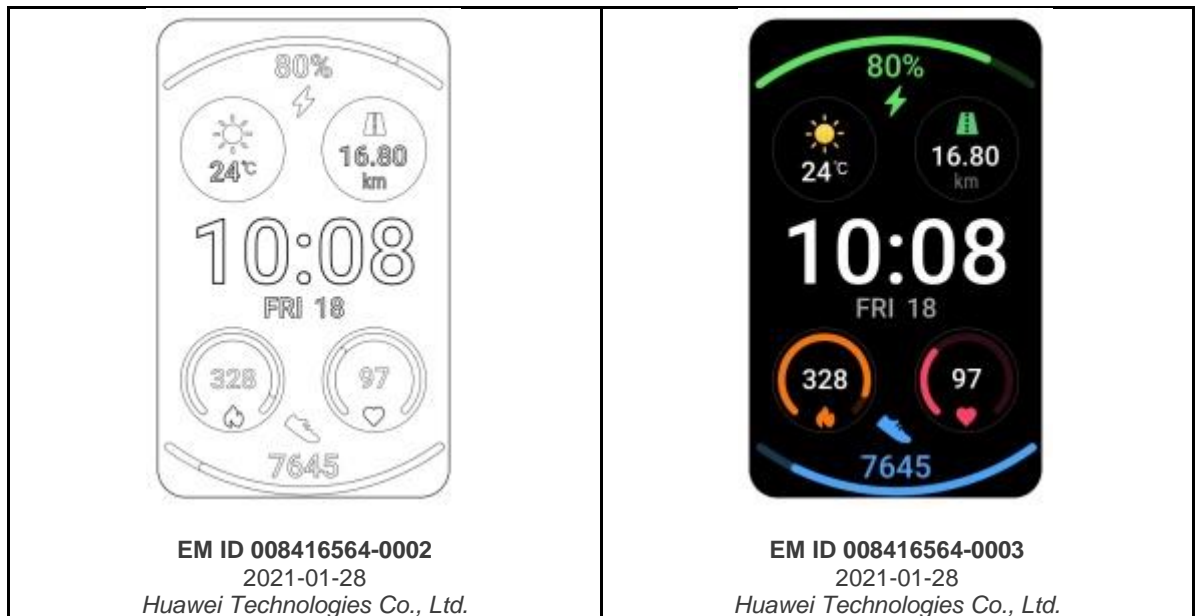 80%
24°C
16.80
km
10:08
FRI 18
328
97
7645
EM ID 008416564-0002
2021-01-28
Huawei Technologies Co., Ltd.
80%
24°C
16.80
km
10:08
FRI 18
328
97
7645
EM ID 008416564-0003
2021-01-28
Huawei Technologies Co., Ltd.